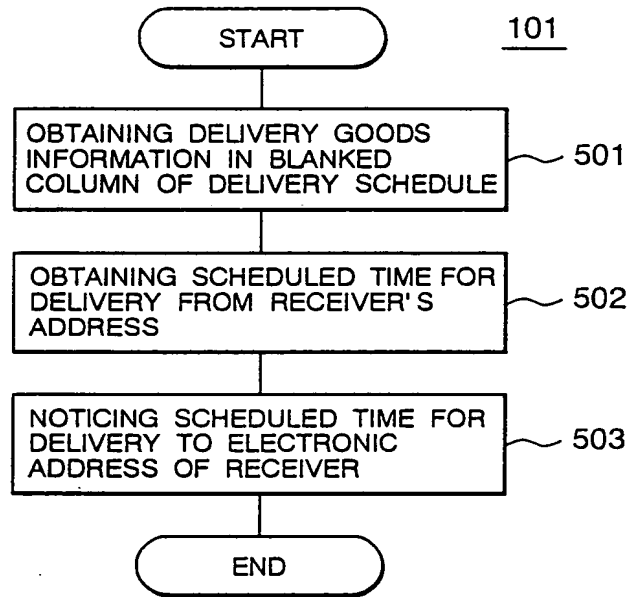 START
101
OBTAINING DELIVERY GOODS
INFORMATION IN BLANKED
COLUMN OF DELIVERY SCHEDULE
501
OBTAINING SCHEDULED TIME FOR
DELIVERY FROM RECEIVER'S
ADDRESS
502
NOTICING SCHEDULED TIME FOR
DELIVERY TO ELECTRONIC
ADDRESS OF RECEIVER
503
END